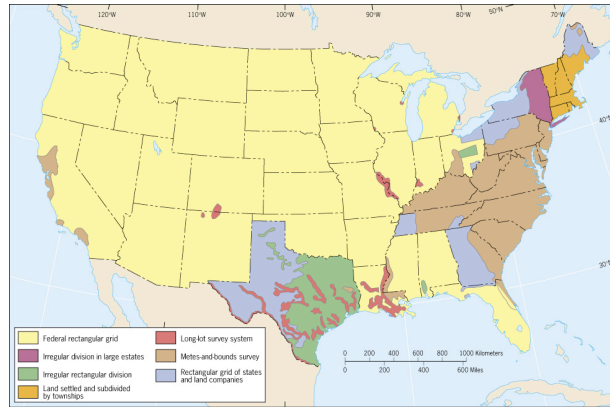 120°W
110°W
100°W
90°W
80°W
50°N
70°W
40°N
120°W
30°N
Federal rectangular grid
Irregular division in large estates
Irregular rectangular division
Land settled and subdivided
by townships
Long-lot survey system
Metes-and-bounds survey
Rectangular grid of states
and land companies
0 200 400 600 800 1000 Kilometers
0 200 400 600 Miles